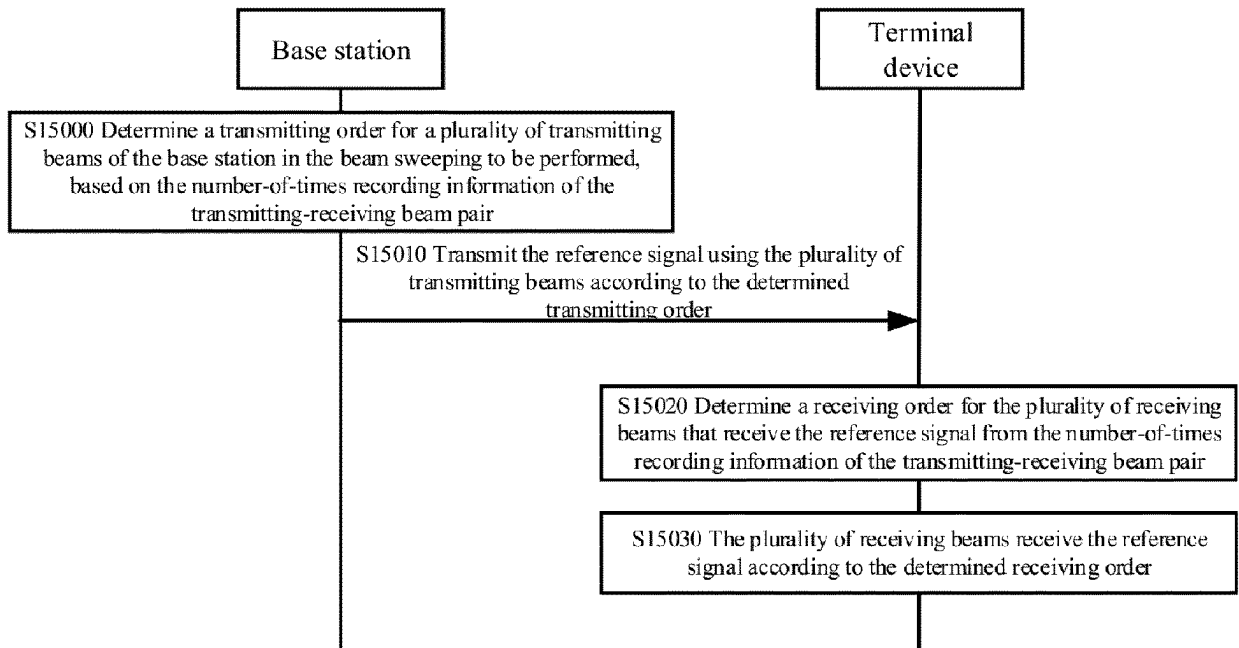 Base station
Terminal
device
S15000 Determine a transmitting order for a plurality of transmitting
beams of the base station in the beam sweeping to be performed,
based on the number-of-times recording information of the
transmitting-receiving beam pair
S15010 Transmit the reference signal using the plurality of
transmitting beams according to the determined
transmitting order
S15020 Determine a receiving order for the plurality of receiving
beams that receive the reference signal from the number-of-times
recording information of the transmitting-receiving beam pair
S15030 The plurality of receiving beams receive the reference
signal according to the determined receiving order